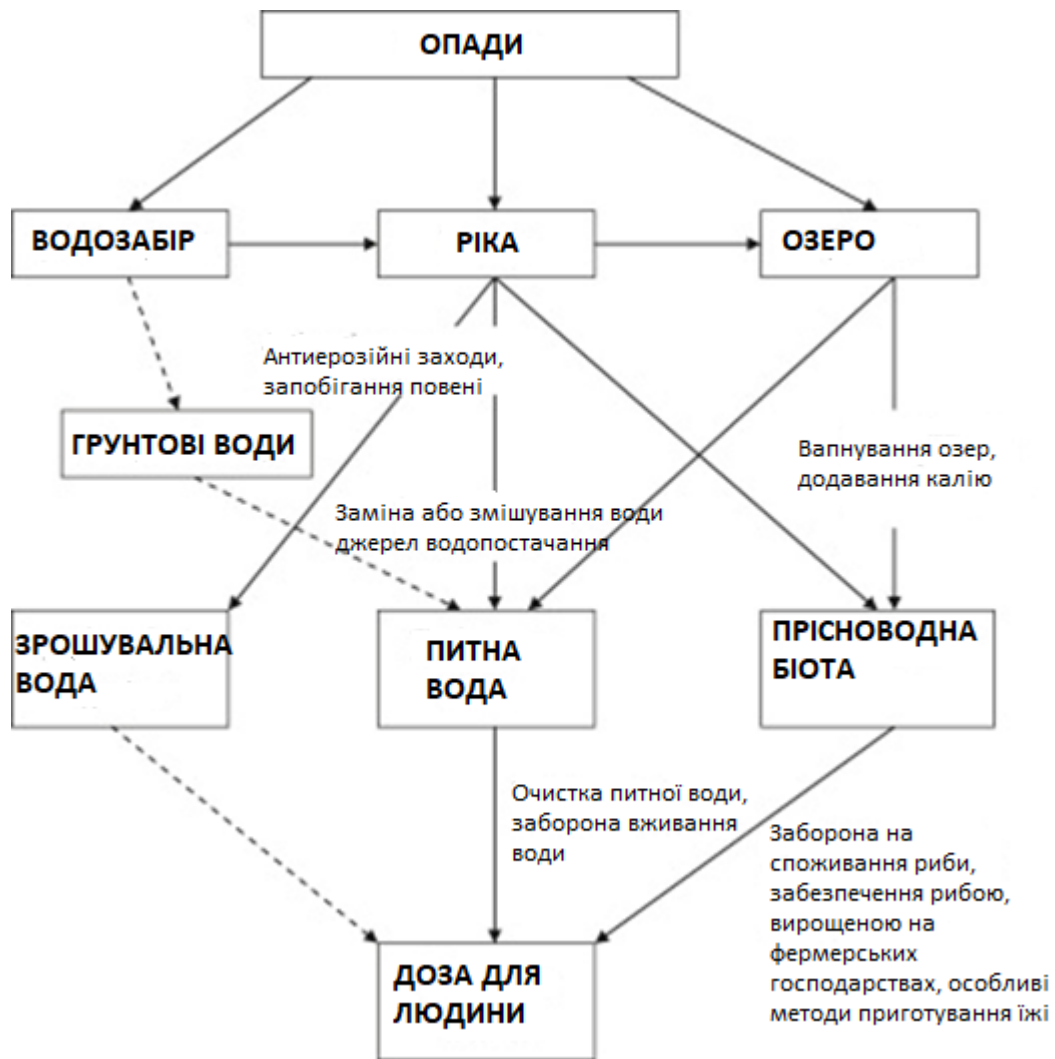 ОПАДИ
ВОДОЗАБІР
РІКА
ОЗЕРО
Антиерозійні заходи,
запобігання повені
ГРУНТОВІ ВОДИ
Вапнування озер,
додавання калію
Заміна або змішування води
джерел водопостачання
ЗРОШУВАЛЬНА
ВОДА
ПИТНА
ВОДА
ПРІСНОВОДНА
БІОТА
Очистка питної води,
заборона вживання
води
Заборона на
споживання риби,
забезпечення рибою,
вирощеною на
фермерських
господарствах, особливі
методи приготування їжі
ДОЗА ДЛЯ
ЛЮДИНИ